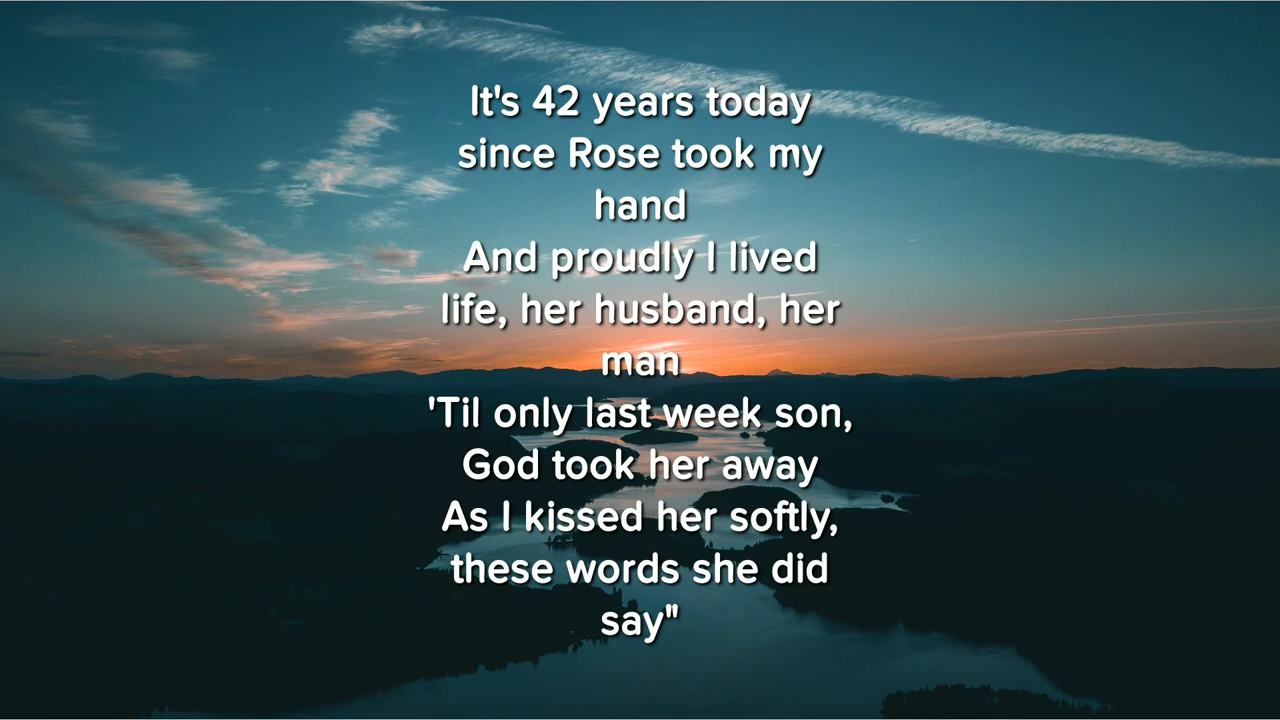 It's 42 years today
since Rose took my
hand
And proudly I lived
life, her husband, her
man
'Til only last week son,
God took her away
As I kissed her softly,
these words she did
say"